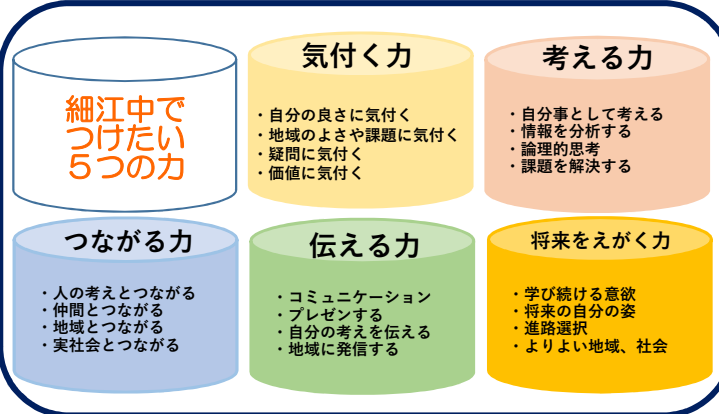 細江中で
つけたい
５つの力
気付く力
・自分の良さに気付く
・地域のよさや課題に気付く
・疑問に気付く
・価値に気付く
考える力
・自分事として考える
・情報を分析する
・論理的思考
・課題を解決する
つながる力
・人の考えとつながる
・仲間とつながる
・地域とつながる
・実社会とつながる
伝える力
・コミュニケーション
・プレゼンする
・自分の考えを伝える
・地域に発信する
将来をえがく力
・学び続ける意欲
・将来の自分の姿
・進路選択
・よりよい地域、社会